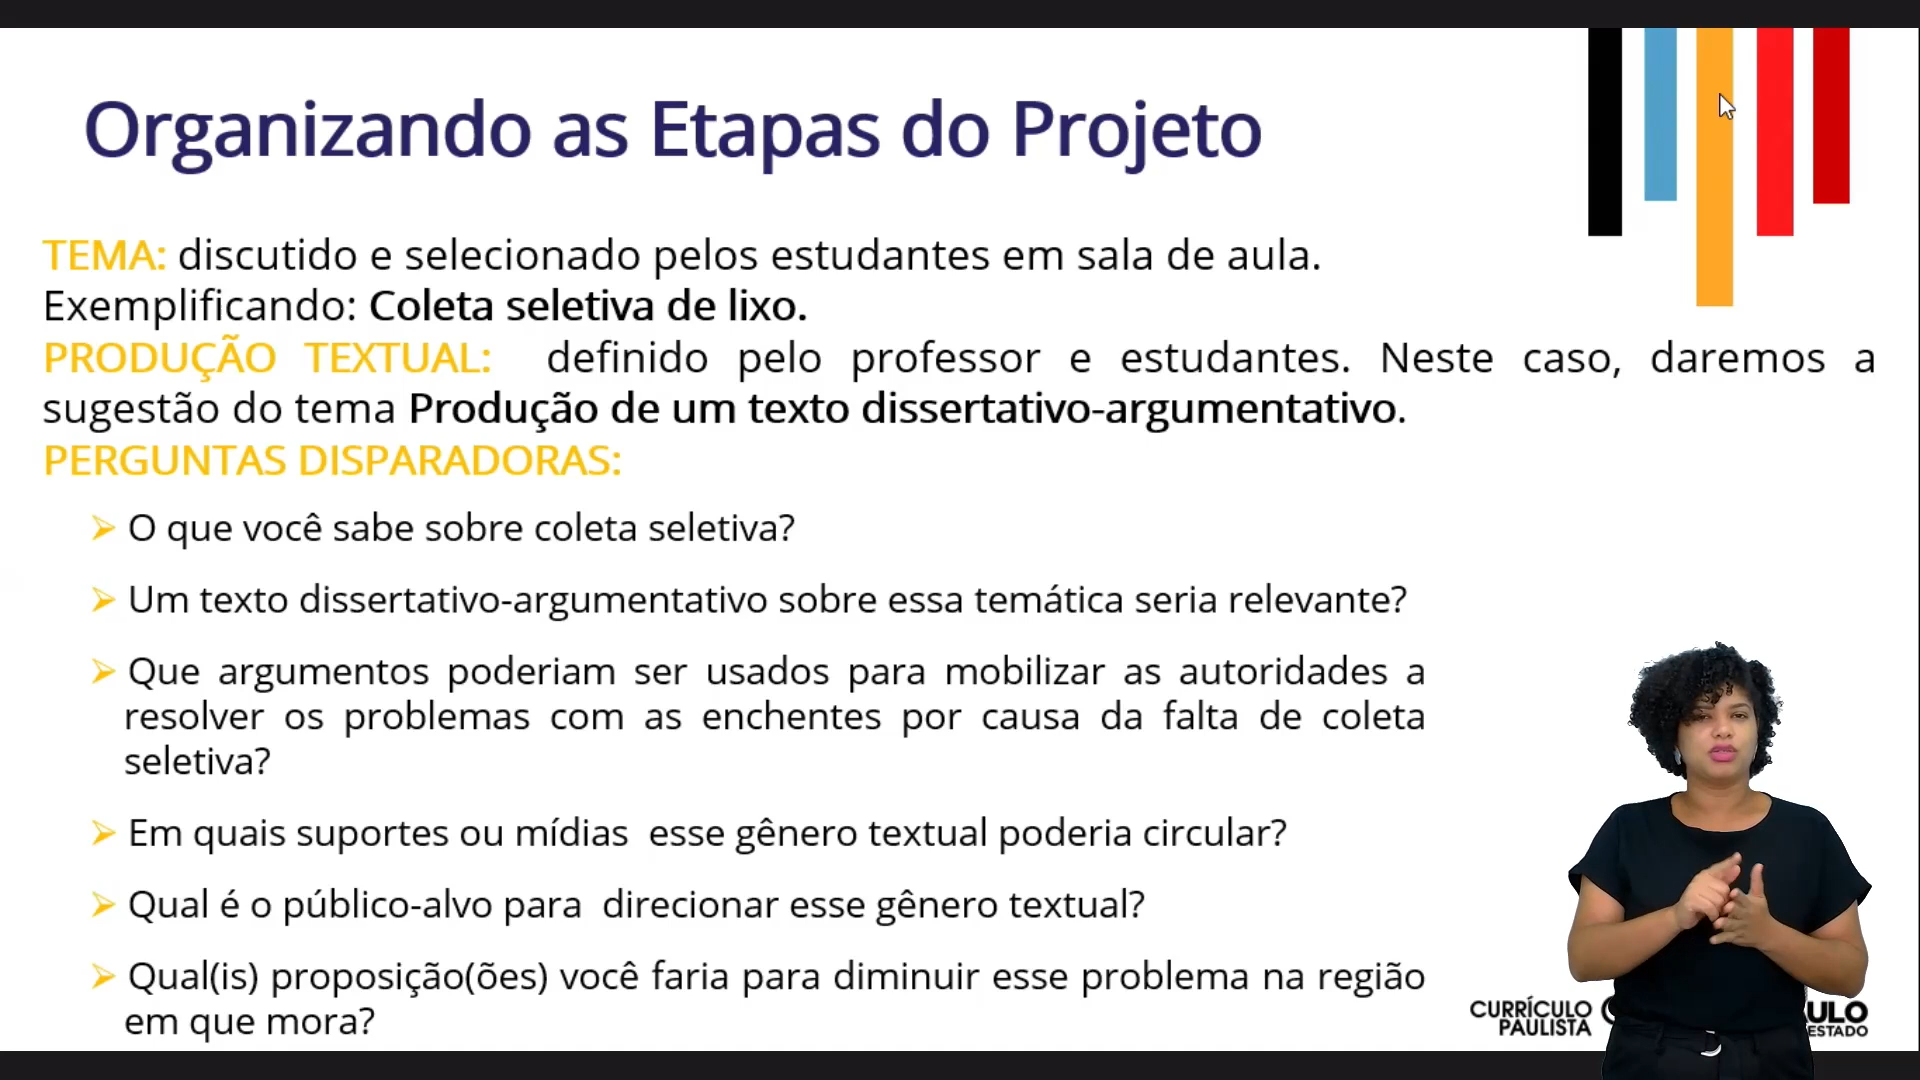 Organizando as Etapas do Projeto
TEMA: discutido e selecionado pelos estudantes em sala de aula.
Exemplificando: Coleta seletiva de lixo.
PRODUÇÃO TEXTUAL: definido pelo professor e estudantes. Neste caso, daremos a
sugestão do tema Produção de um texto dissertativo-argumentativo.
PERGUNTAS DISPARADORAS:
➢ O que você sabe sobre coleta seletiva?
➢ Um texto dissertativo-argumentativo sobre essa temática seria relevante?
➢ Que argumentos poderiam ser usados para mobilizar as autoridades a
resolver os problemas com as enchentes por causa da falta de coleta
seletiva?
➢ Em quais suportes ou mídias esse gênero textual poderia circular?
➢ Qual é o público-alvo para direcionar esse gênero textual?
➢ Qual(is) proposição(ões) você faria para diminuir esse problema na região
em que mora?
CURRÍCULO
PAULISTA
ULO
ESTADO